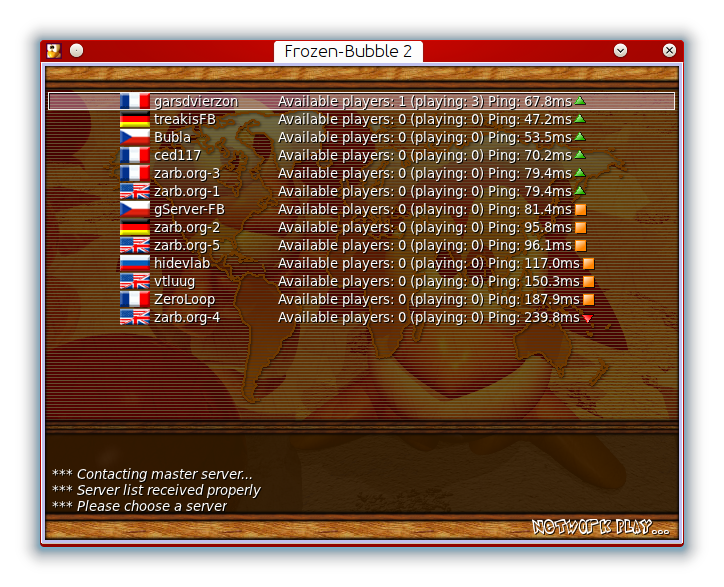 Frozen-Bubble 2
garsdvierzon Available players: 1 (playing: 3) Ping: 67.8ms
treakisFB Available players: 0 (playing: 0) Ping: 47.2ms
Bubla Available players: 0 (playing: 0) Ping: 53.5ms
ced117 Available players: 0 (playing: 0) Ping: 70.2ms
zarb.org-3 Available players: 0 (playing: 0) Ping: 79.4ms
zarb.org-1 Available players: 0 (playing: 0) Ping: 79.4ms
gServer-FB Available players: 0 (playing: 0) Ping: 81.4ms
zarb.org-2 Available players: 0 (playing: 0) Ping: 95.8ms
zarb.org-5 Available players: 0 (playing: 0) Ping: 96.1ms
hidevlab Available players: 0 (playing: 0) Ping: 117.0ms
vtluug Available players: 0 (playing: 0) Ping: 150.3ms
ZeroLoop Available players: 0 (playing: 0) Ping: 187.9ms
zarb.org-4 Available players: 0 (playing: 0) Ping: 239.8ms
*** Contacting master server...
*** Server list received properly
*** Please choose a server
NETWORK PLAY...